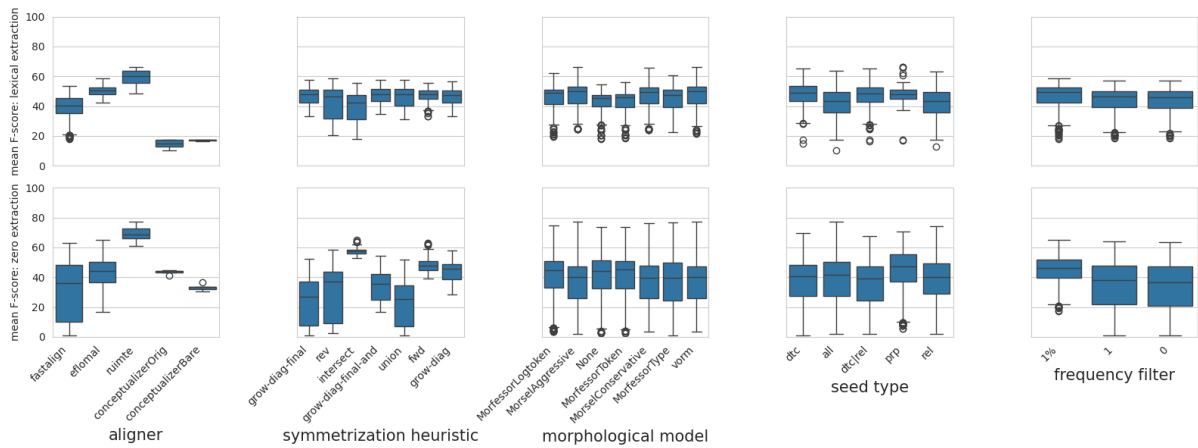 mean F-score: lexical extraction
100
80
60
40
20
0
mean F-score: zero extraction
100
80
60
40
20
0
fastalign
eflomal
ruimte
conceptualizerOrig
conceptualizerBare
aligner
grow-diag-final
rev
intersect
grow-diag-final-and
union
fwd
grow-diag
symmetrization heuristic
MorfessorLogtoken
MorselAggressive
None
MorfessorToken
MorselConservative
MorfessorType
vorm
morphological model
dtc
all
dtc|rel
prp
rel
seed type
1%
1
0
frequency filter